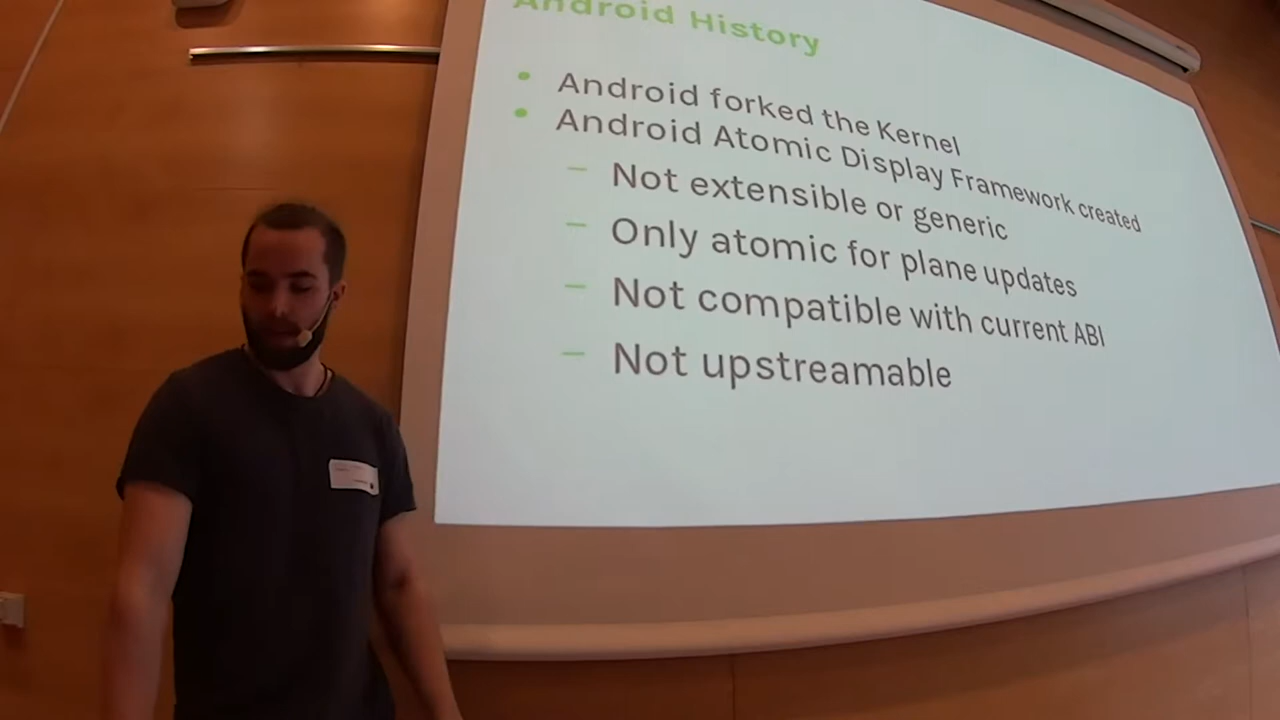 Android History
• Android forked the Kernel
• Android Atomic Display Framework created
– Not extensible or generic
– Only atomic for plane updates
– Not compatible with current ABI
– Not upstreamable